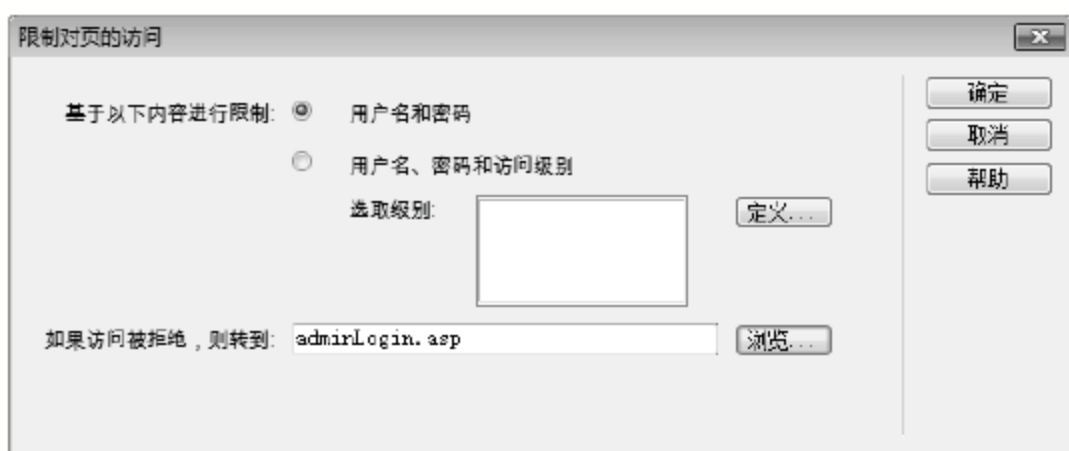 限制对页的访问
基于以下内容进行限制: 用户名和密码
用户名、密码和访问级别
选取级别: 定义...
如果访问被拒绝，则转到: adminLogin.asp 浏览...
确定
取消
帮助